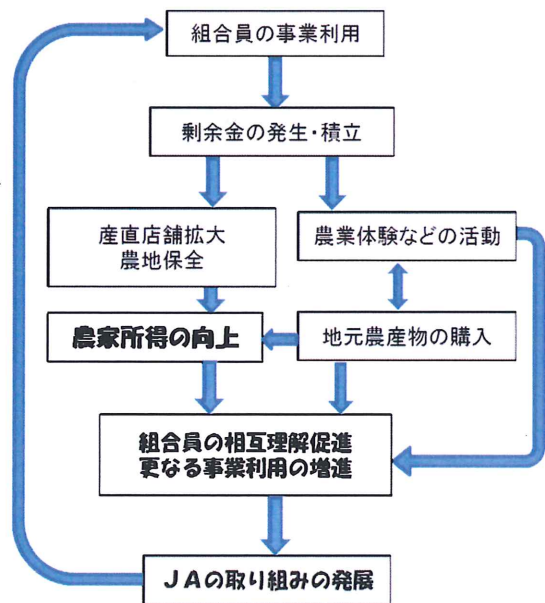 組合員の事業利用
剰余金の発生・積立
産直店舗拡大
農地保全
農業体験などの活動
農家所得の向上
地元農産物の購入
組合員の相互理解促進
更なる事業利用の増進
JAの取り組みの発展